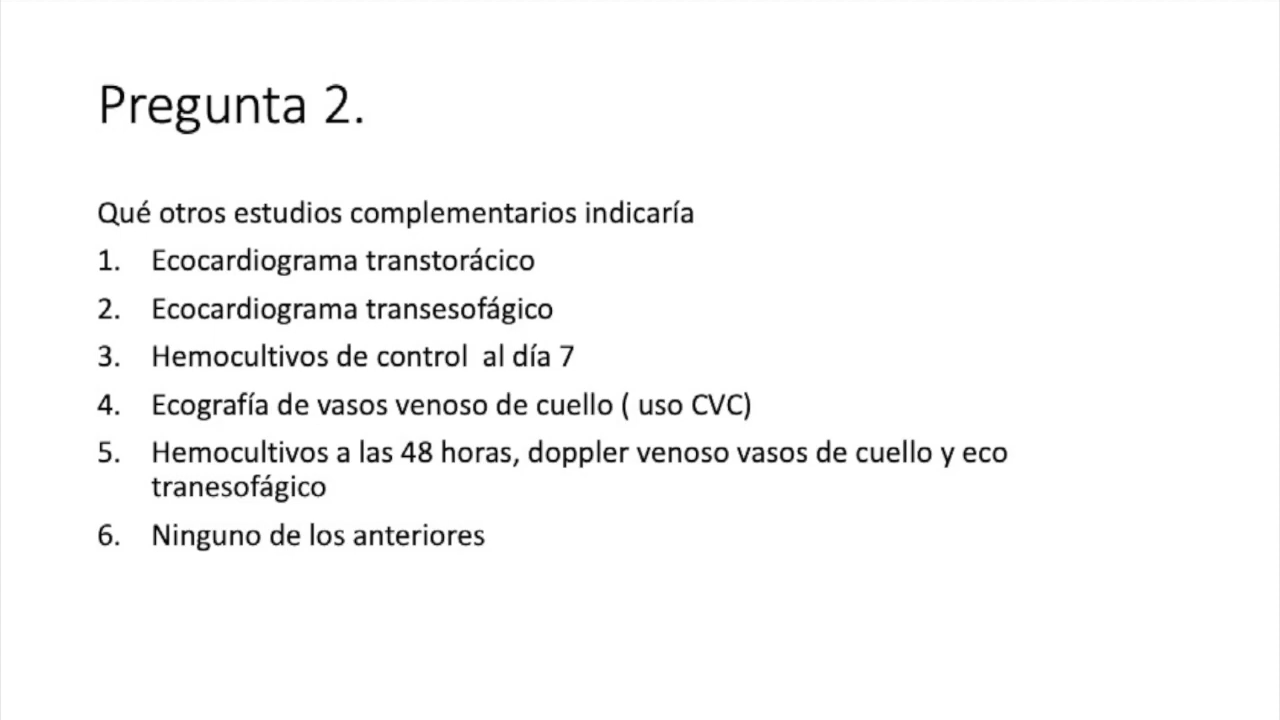 Pregunta 2.
Qué otros estudios complementarios indicaría
1. Ecocardiograma transtorácico
2. Ecocardiograma transesofágico
3. Hemocultivos de control  al día 7
4. Ecografía de vasos venoso de cuello ( uso CVC)
5. Hemocultivos a las 48 horas, doppler venoso vasos de cuello y eco
tranesofágico
6. Ninguno de los anteriores